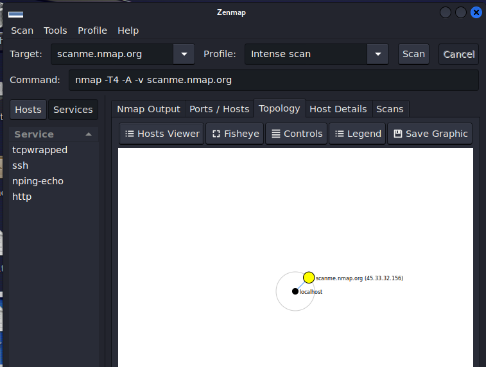 Zenmap
Scan Tools Profile Help
Target: scanme.nmap.org Profile: Intense scan Scan Cancel
Command: nmap -T4 -A -v scanme.nmap.org
Hosts Services Nmap Output Ports / Hosts Topology Host Details Scans
Service Hosts Viewer Fisheye Controls Legend Save Graphic
tcpwrapped
ssh
nping-echo
http
scanme.nmap.org (45.33.32.156)
localhost